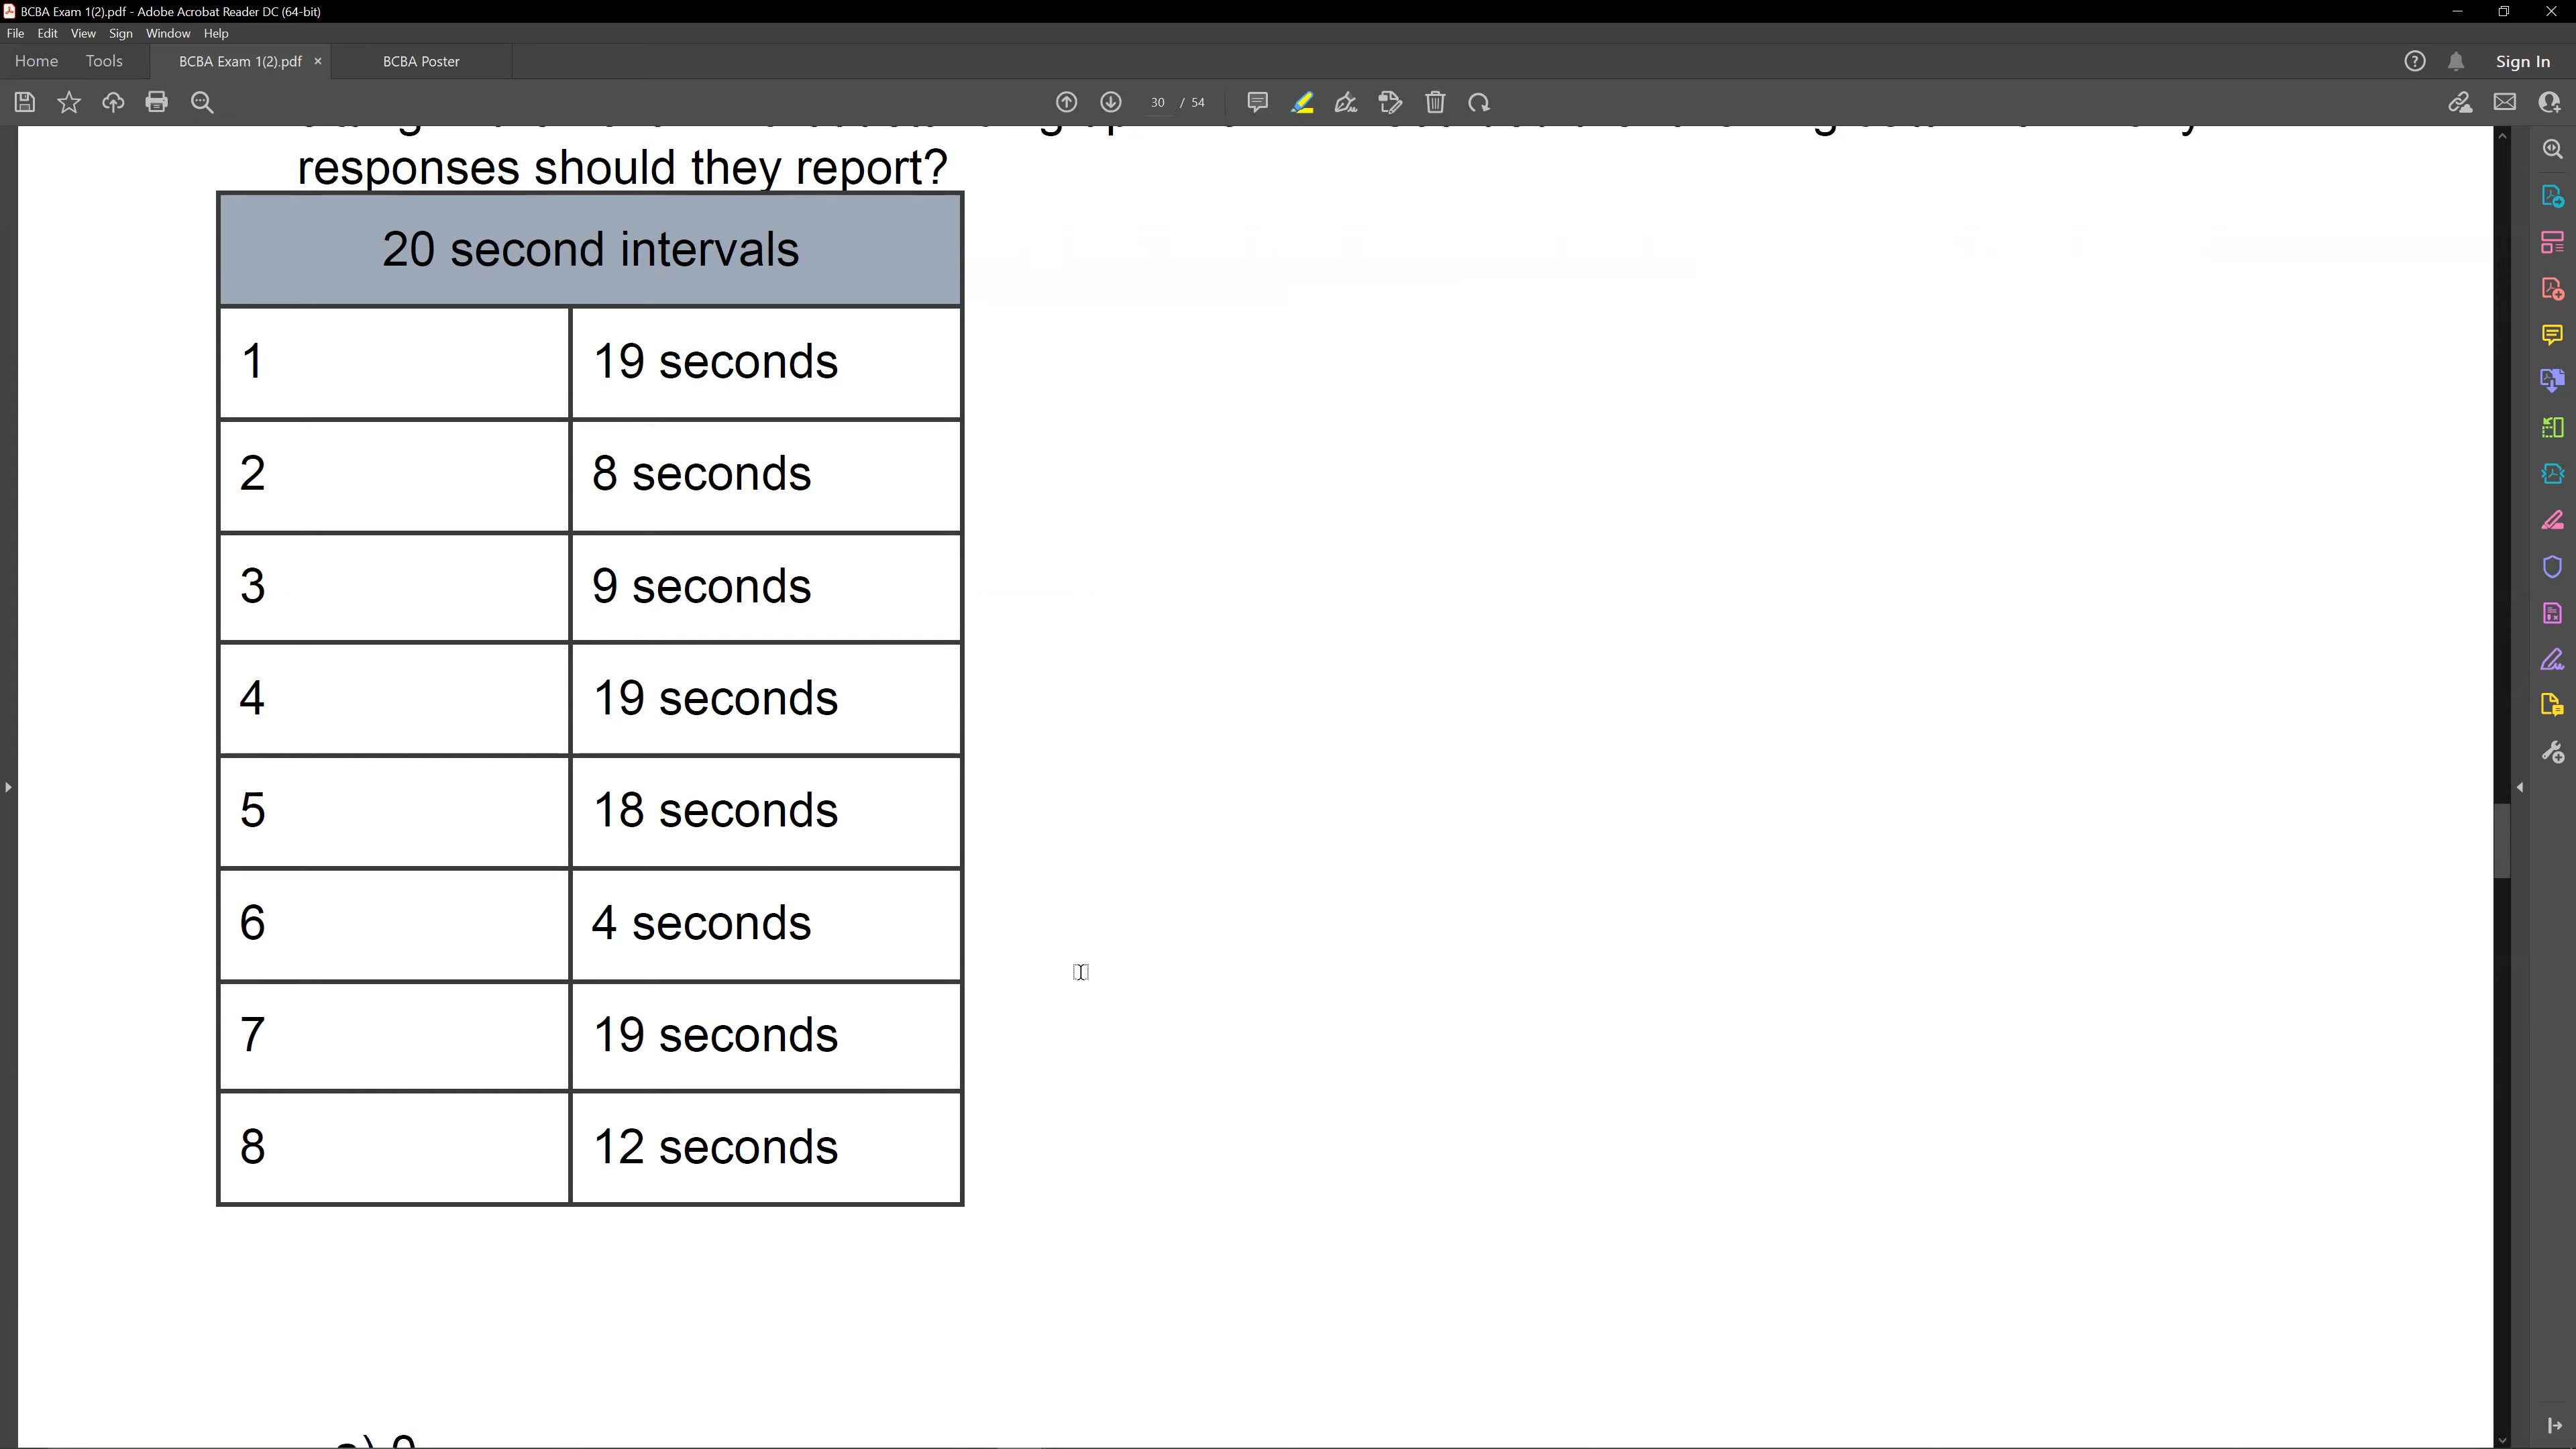 BCBA Exam 1(2).pdf - Adobe Acrobat Reader DC (64-bit)
File Edit View Sign Window Help
Home Tools BCBA Exam 1(2).pdf × BCBA Poster Sign In
30 / 54
responses should they report?
20 second intervals
1 19 seconds
2 8 seconds
3 9 seconds
4 19 seconds
5 18 seconds
6 4 seconds
7 19 seconds
8 12 seconds